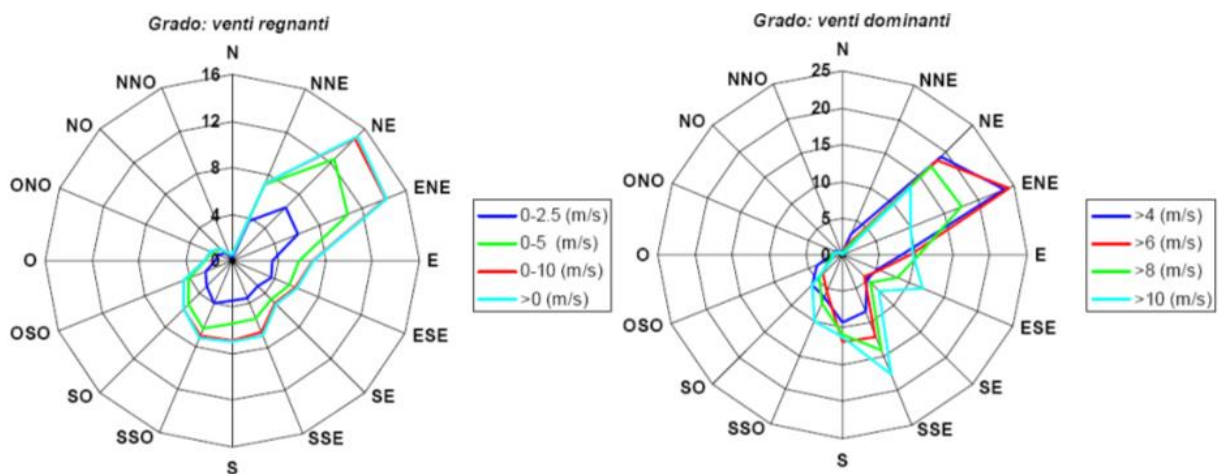 Grado: venti regnanti
N
NNO
NNE
NO
NE
ONO
ENE
O
E
OSO
ESE
SO
SE
SSO
SSE
S
16
12
8
4
0
0-2.5 (m/s)
0-5 (m/s)
0-10 (m/s)
>0 (m/s)
Grado: venti dominanti
N
NNO
NNE
NO
NE
ONO
ENE
O
E
OSO
ESE
SO
SE
SSO
SSE
S
25
20
15
10
5
0
>4 (m/s)
>6 (m/s)
>8 (m/s)
>10 (m/s)